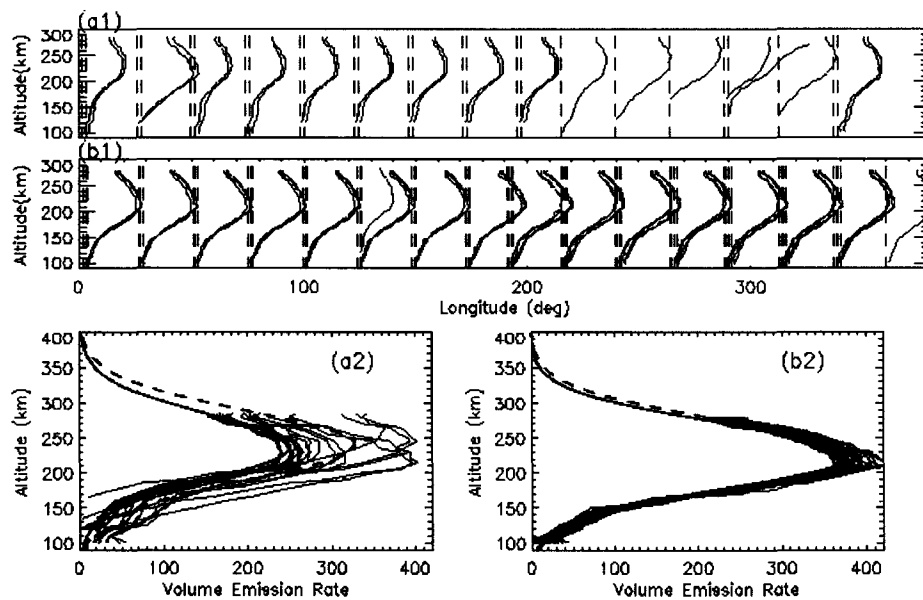 (a1)
300
250
200
150
100
Altitude(km)
(b1)
300
250
200
150
100
Altitude(km)
0 100 200 300
Longitude (deg)
400
350
300
250
200
150
100
Altitude (km)
(a2)
0 100 200 300 400
Volume Emission Rate
400
350
300
250
200
150
100
Altitude (km)
(b2)
0 100 200 300 400
Volume Emission Rate